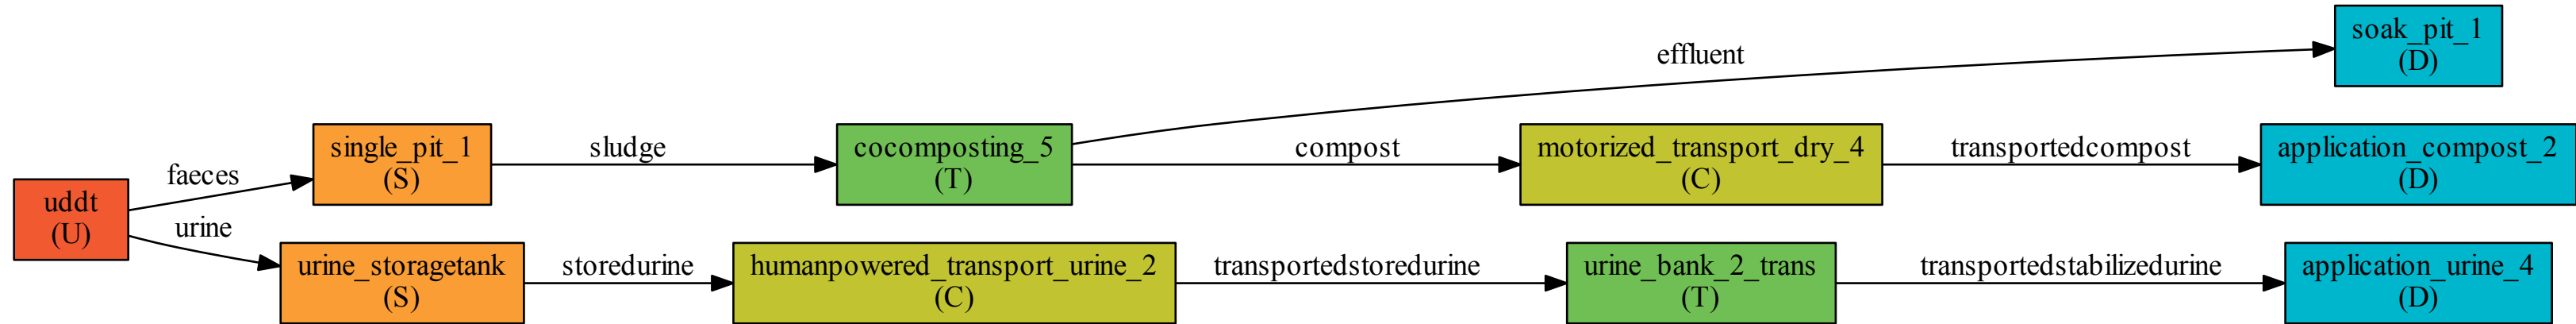 uddt
(U)
faeces
urine
single_pit_1
(S)
urine_storagetank
(S)
sludge
storedurine
cocomposting_5
(T)
humanpowered_transport_urine_2
(C)
effluent
compost
transportedstoredurine
motorized_transport_dry_4
(C)
urine_bank_2_trans
(T)
transportedcompost
transportedstabilizedurine
soak_pit_1
(D)
application_compost_2
(D)
application_urine_4
(D)